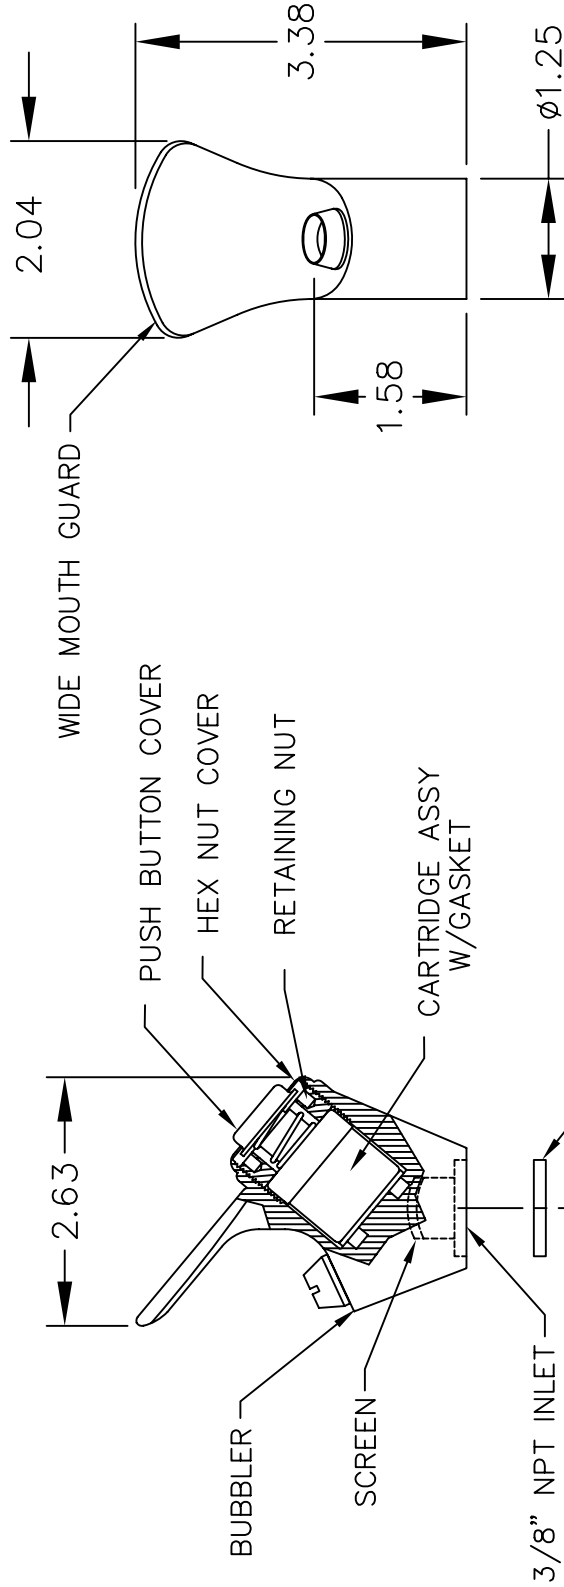 2.63
PUSH BUTTON COVER
HEX NUT COVER
RETAINING NUT
CARTRIDGE ASSY
W/GASKET
BUBBLER
SCREEN
3/8" NPT INLET
WIDE MOUTH GUARD
2.04
3.38
1.58
ø1.25